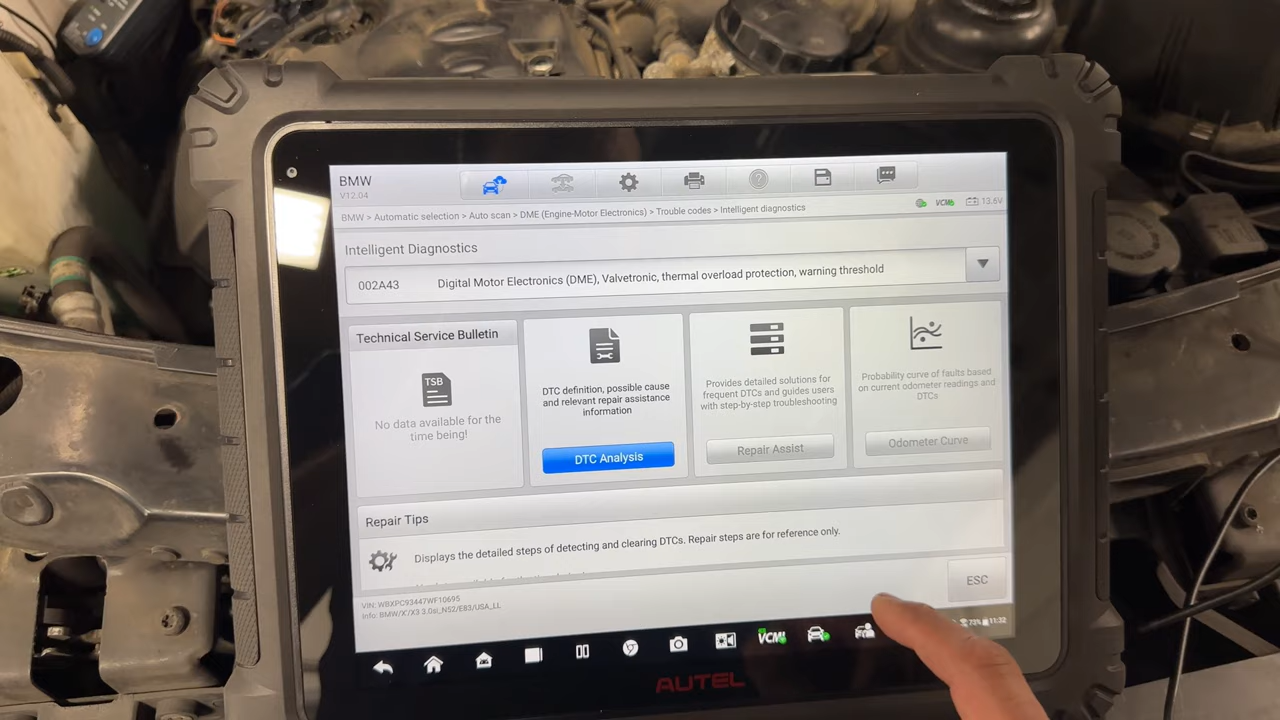 BMW
V12.04
BMW > Automatic selection > Auto scan > DME (Engine-Motor Electronics) > Trouble codes > Intelligent diagnostics
VCMI
13.6V
Intelligent Diagnostics
002A43 Digital Motor Electronics (DME), Valvetronic, thermal overload protection, warning threshold
Technical Service Bulletin
TSB
No data available for the
time being!
DTC definition, possible cause
and relevant repair assistance
information
DTC Analysis
Provides detailed solutions for
frequent DTCs and guides users
with step-by-step troubleshooting
Repair Assist
Probability curve of faults based
on current odometer readings and
DTCs
Odometer Curve
Repair Tips
Displays the detailed steps of detecting and clearing DTCs. Repair steps are for reference only.
ESC
VIN: WBXPC93447WF10695
Info: BMW/X'/X3 3.0si_N52/E83/USA_LL
VCMI
73%
11:32
AUTEL